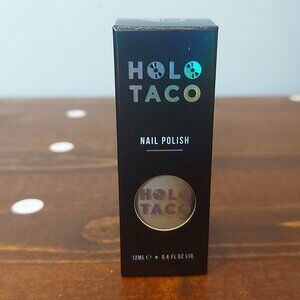 HOLO
TACO
NAIL POLISH
HOLO
TACO
12ML ℮ 0.4 FL OZ LIQ.